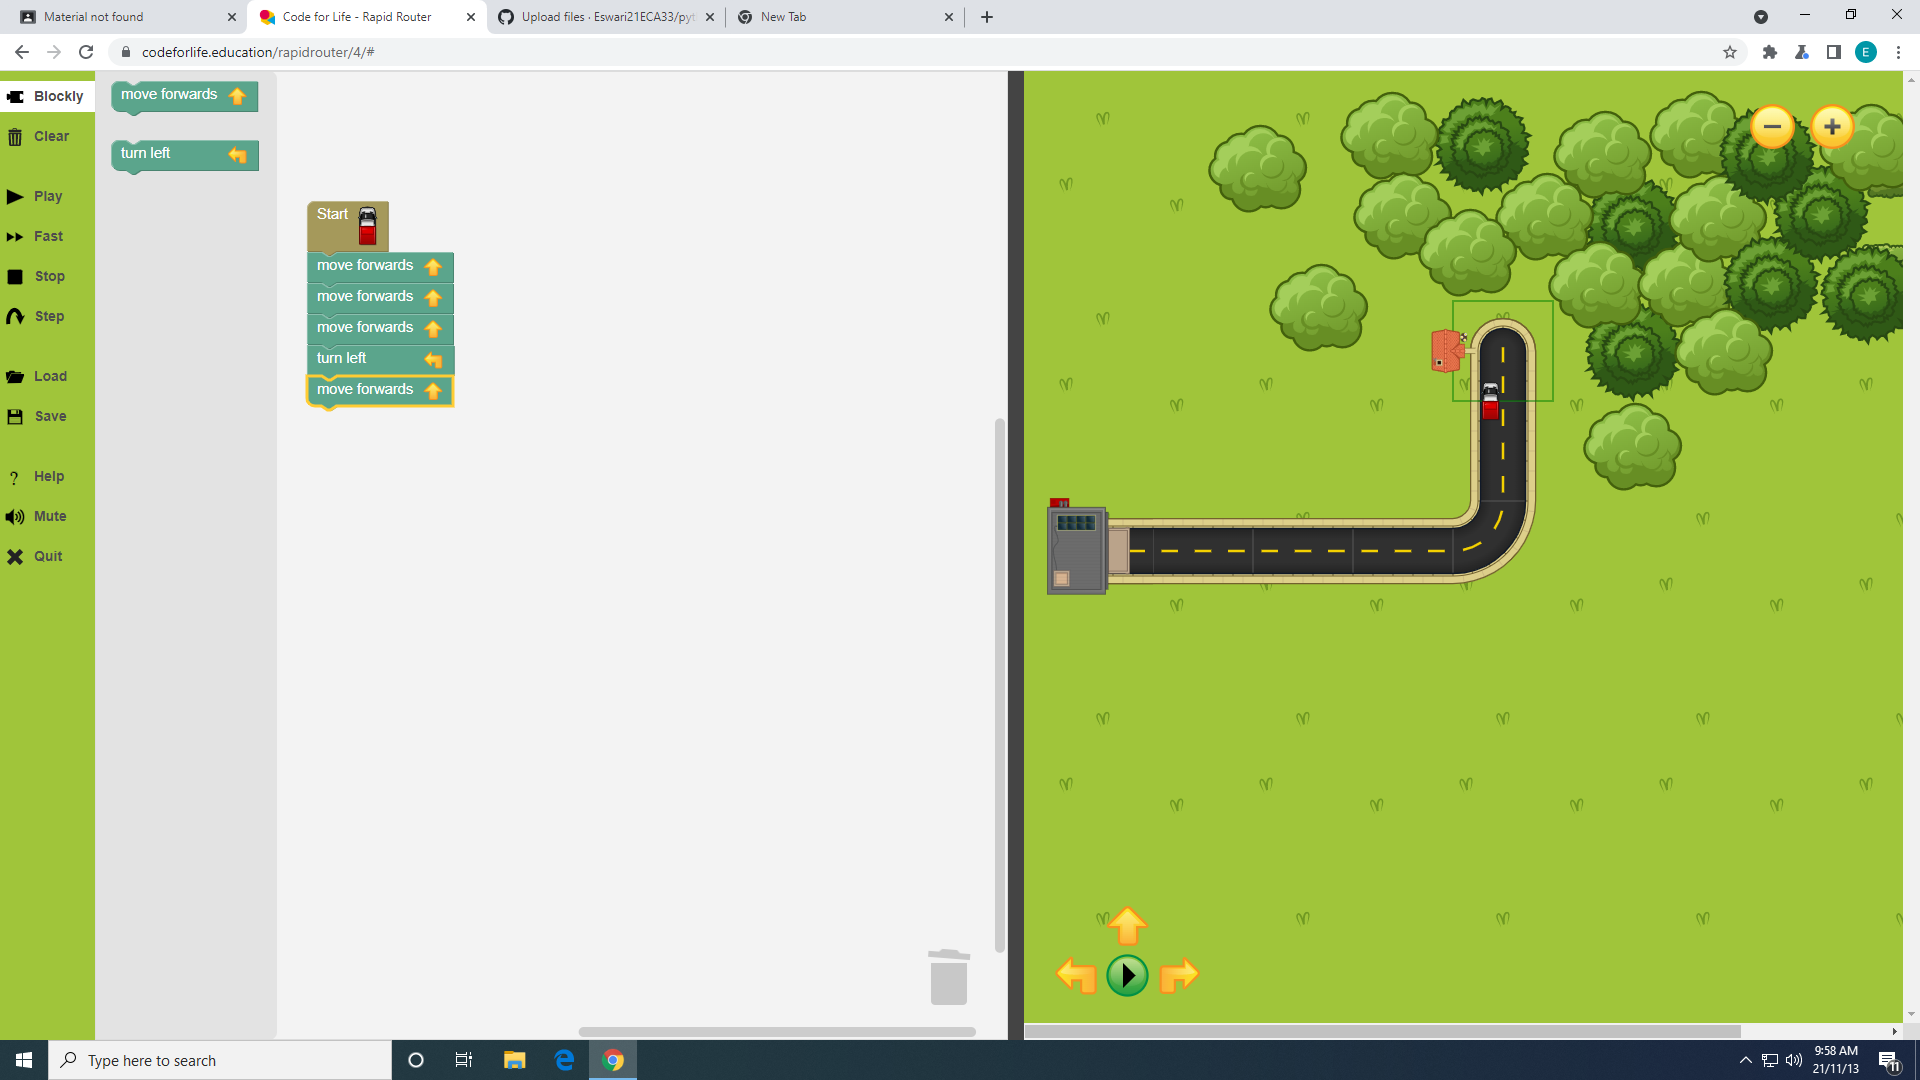 Material not found
Code for Life - Rapid Router
Upload files · Eswari21ECA33/pyt
New Tab
codeforlife.education/rapidrouter/4/#
E
Blockly
Clear
Play
Fast
Stop
Step
Load
Save
Help
Mute
Quit
move forwards
turn left
Start
move forwards
move forwards
move forwards
turn left
move forwards
Type here to search
9:58 AM
21/11/13
11